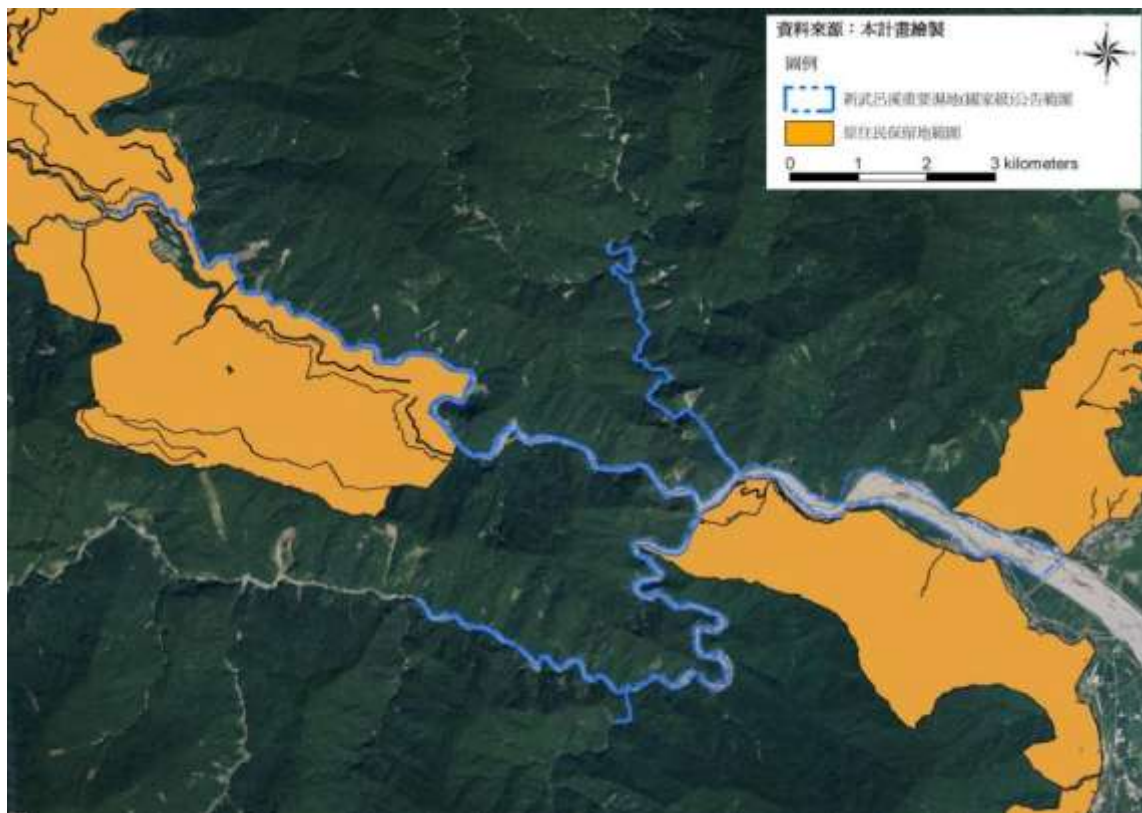 資料來源：本計畫繪製
圖例
新武呂溪重要濕地(國家級)公告範圍
原住民保留地範圍
0 1 2 3 kilometers